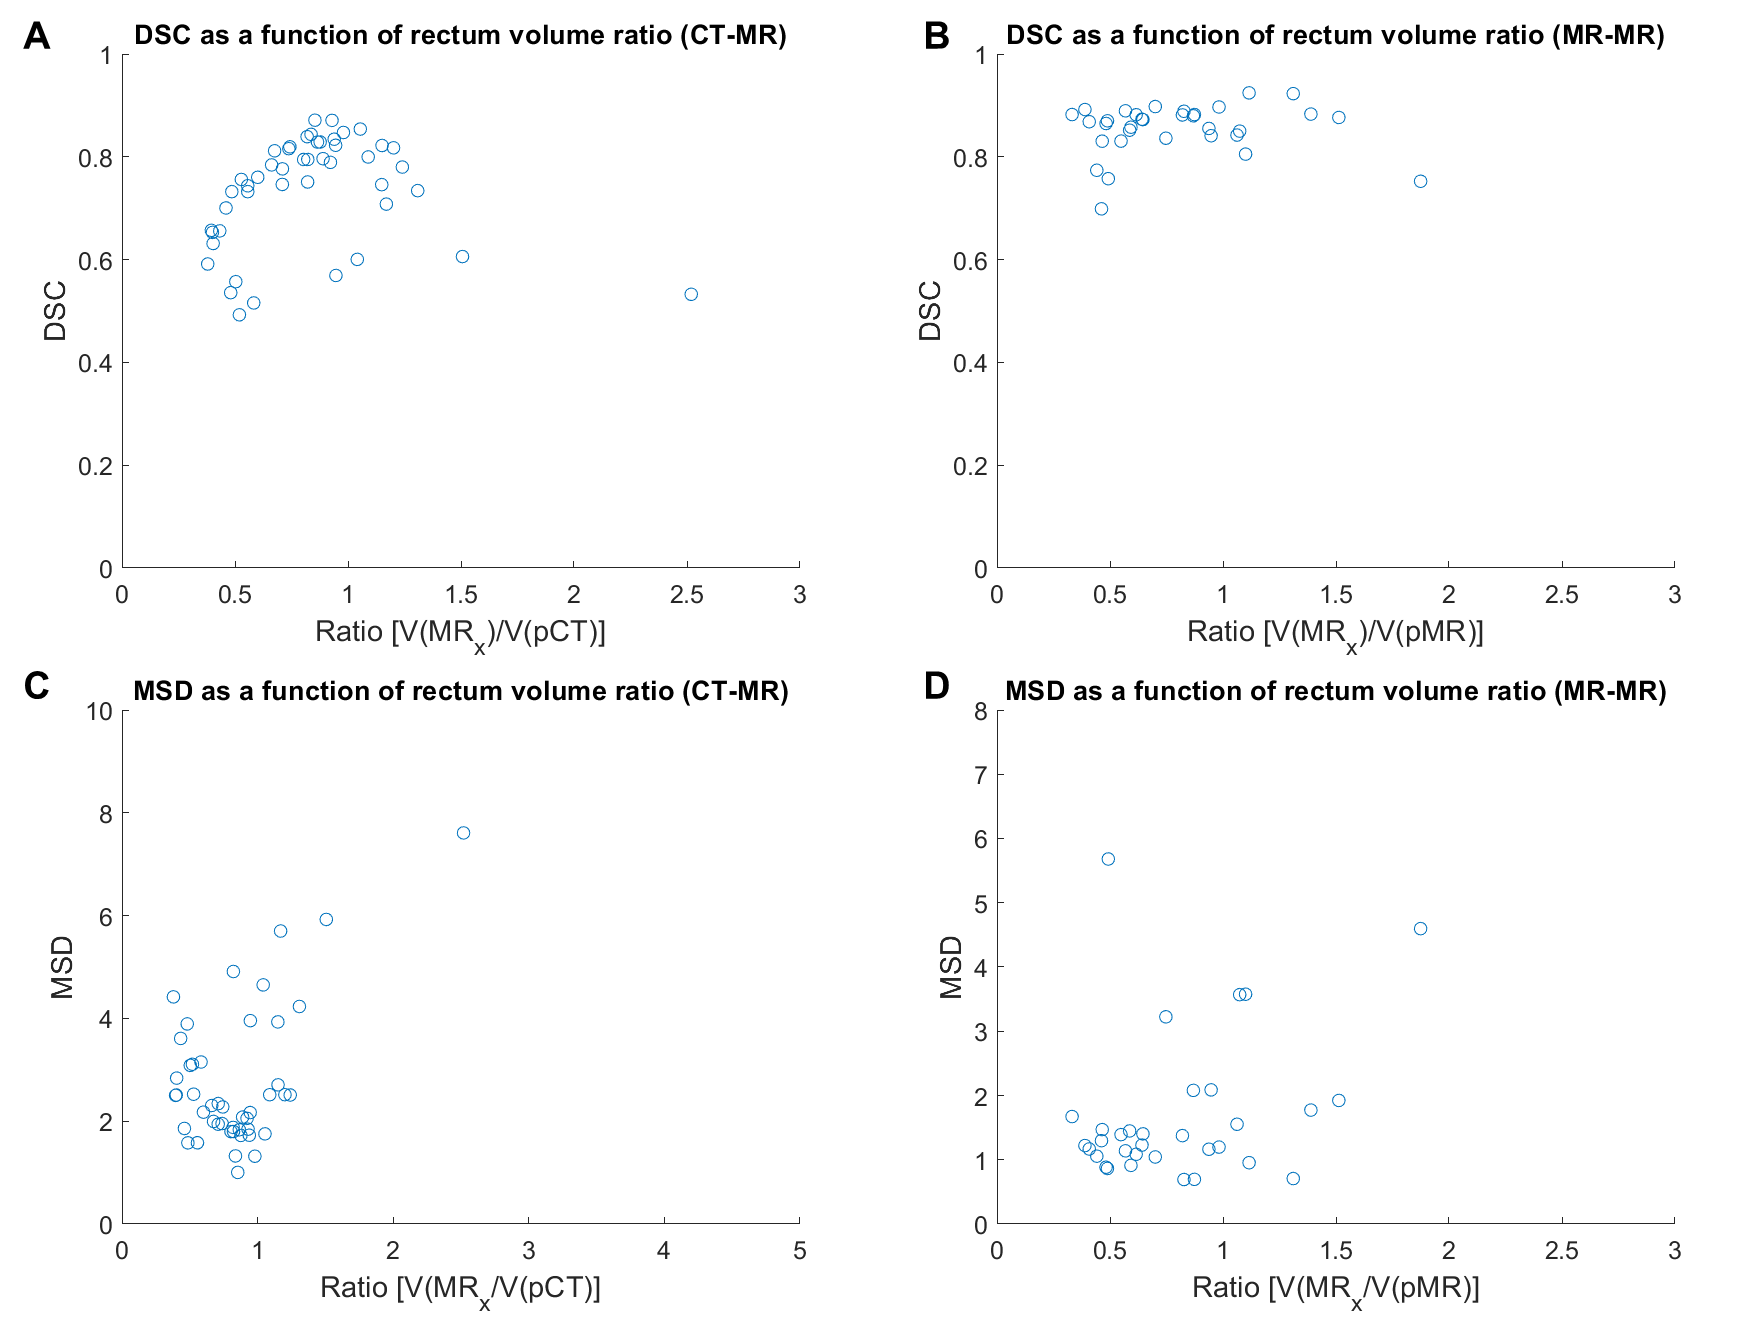 A
DSC as a function of rectum volume ratio (CT-MR)
1
0.8
0.6
0.4
0.2
0
DSC
0 0.5 1 1.5 2 2.5 3
Ratio [V(MRx)/V(pCT)]
B
DSC as a function of rectum volume ratio (MR-MR)
1
0.8
0.6
0.4
0.2
0
DSC
0 0.5 1 1.5 2 2.5 3
Ratio [V(MRx)/V(pMR)]
C
MSD as a function of rectum volume ratio (CT-MR)
10
8
6
4
2
0
MSD
0 1 2 3 4 5
Ratio [V(MRx/V(pCT)]
D
MSD as a function of rectum volume ratio (MR-MR)
8
7
6
5
4
3
2
1
0
MSD
0 0.5 1 1.5 2 2.5 3
Ratio [V(MRx/V(pMR)]